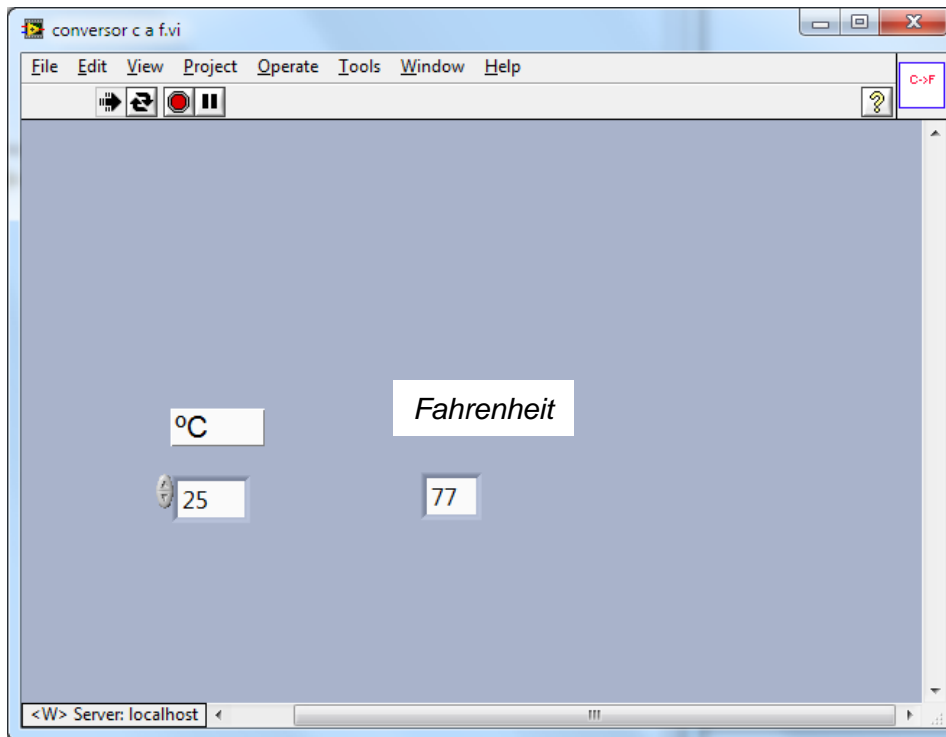 conversor c a f.vi
File Edit View Project Operate Tools Window Help
C->F
ºC
Fahrenheit
25
77
<W> Server: localhost